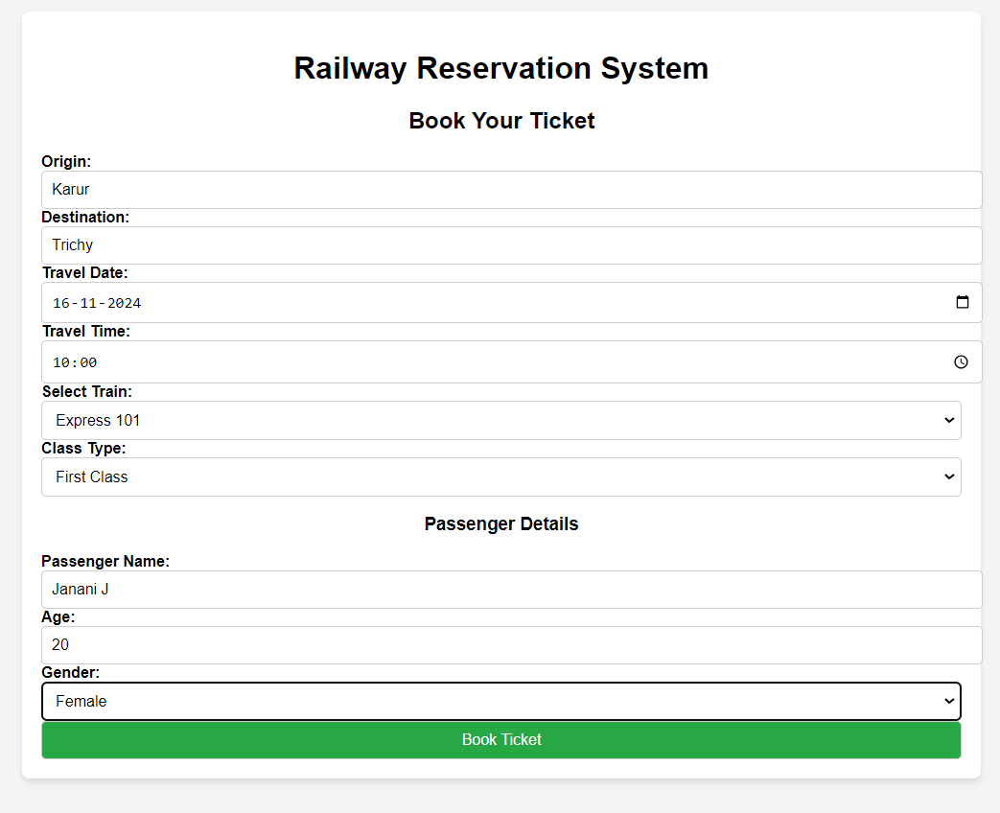 Railway Reservation System
Book Your Ticket
Origin:
Karur
Destination:
Trichy
Travel Date:
16-11-2024
Travel Time:
10:00
Select Train:
Express 101
Class Type:
First Class
Passenger Details
Passenger Name:
Janani J
Age:
20
Gender:
Female
Book Ticket